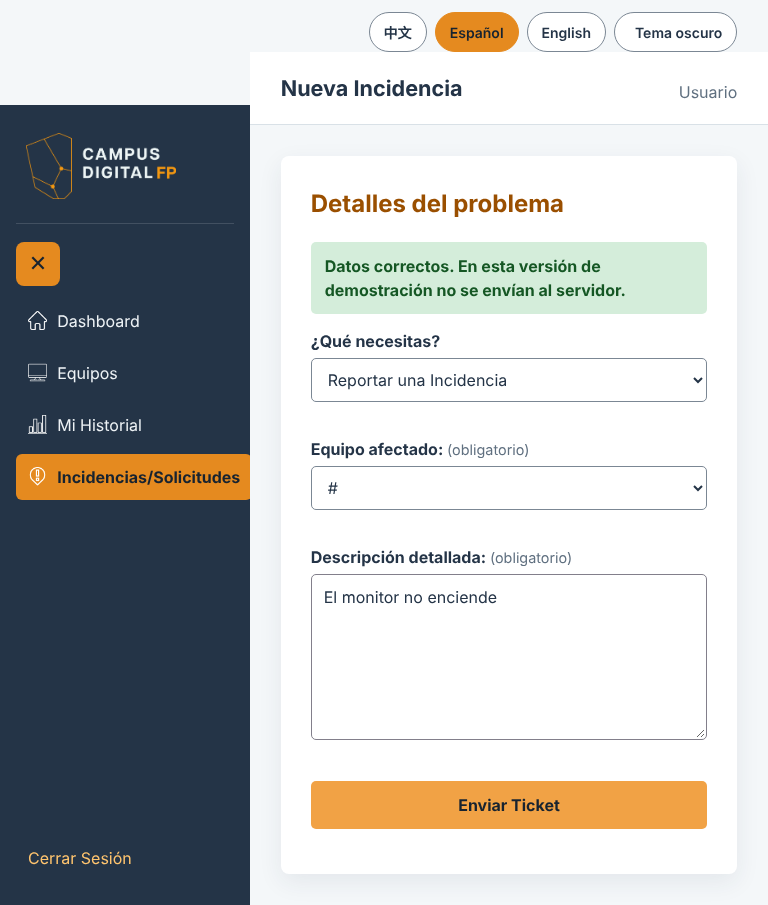 中文
Español
English
Tema oscuro
Nueva Incidencia
Usuario
CAMPUS
DIGITAL FP
Dashboard
Equipos
Mi Historial
Incidencias/Solicitudes
Cerrar Sesión
Detalles del problema
Datos correctos. En esta versión de
demostración no se envían al servidor.
¿Qué necesitas?
Reportar una Incidencia
Equipo afectado: (obligatorio)
#
Descripción detallada: (obligatorio)
El monitor no enciende
Enviar Ticket